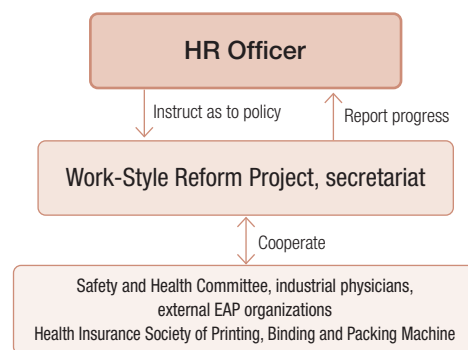 HR Officer
Instruct as to policy
Report progress
Work-Style Reform Project, secretariat
Cooperate
Safety and Health Committee, industrial physicians,
external EAP organizations
Health Insurance Society of Printing, Binding and Packing Machine